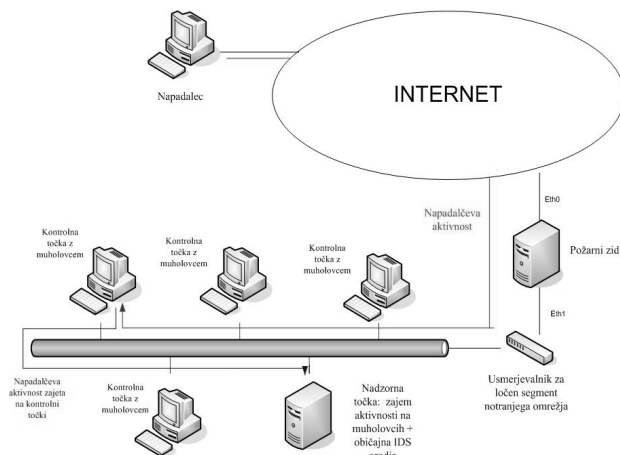 Napadalec
INTERNET
Napadalčeva
aktivnost
Eth0
Požarni zid
Eth1
Kontrolna
točka z
muholovcem
Kontrolna
točka z
muholovcem
Kontrolna
točka z
muholovcem
Usmerjevalnik za
ločen segment
notranjega omrežja
Napadalčeva
aktivnost zajeta
na kontrolni
točki
Kontrolna
točka z
muholovcem
Nadzorna
točka: zajem
aktivnosti na
muholovcih +
običajna IDS